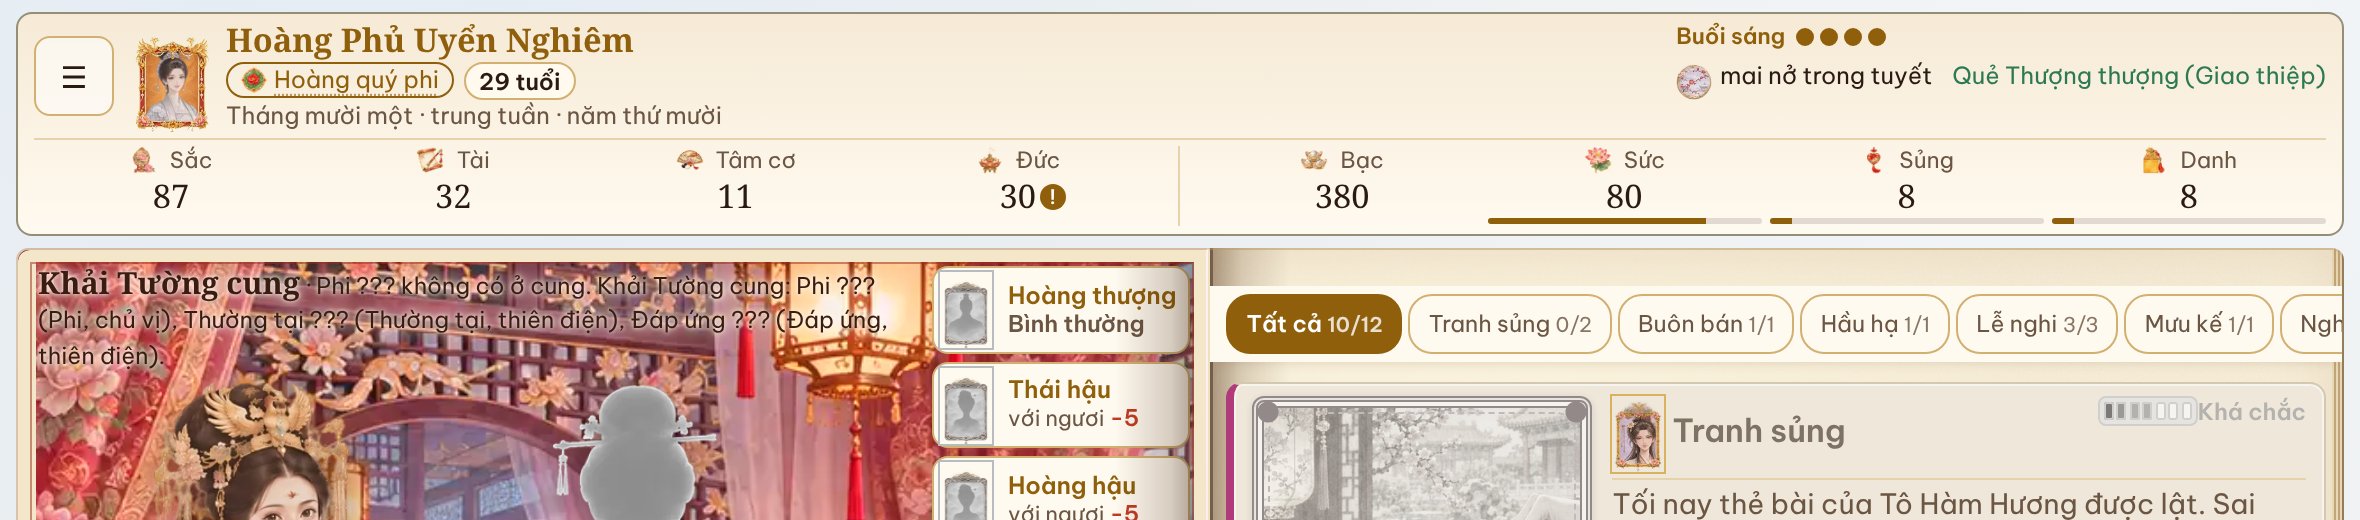 Hoàng Phủ Uyển Nghiêm
Hoàng quý phi 29 tuổi
Tháng mười một · trung tuần · năm thứ mười
Buổi sáng
mai nở trong tuyết Quẻ Thượng thượng (Giao thiệp)
Sắc Tài Tâm cơ Đức Bạc Sức Sủng Danh
87 32 11 30 ! 380 80 8 8
Khải Tường cung · Phi ??? không có ở cung. Khải Tường cung: Phi ???
(Phi, chủ vị), Thường tại ??? (Thường tại, thiên điện), Đáp ứng ??? (Đáp ứng,
thiên điện).
Hoàng thượng
Bình thường
Thái hậu
với ngươi -5
Hoàng hậu
với ngươi -5
Tất cả 10/12 Tranh sủng 0/2 Buôn bán 1/1 Hầu hạ 1/1 Lễ nghi 3/3 Mưu kế 1/1
Tranh sủng Khá chắc
Tối nay thẻ bài của Tô Hàm Hương được lật. Sai